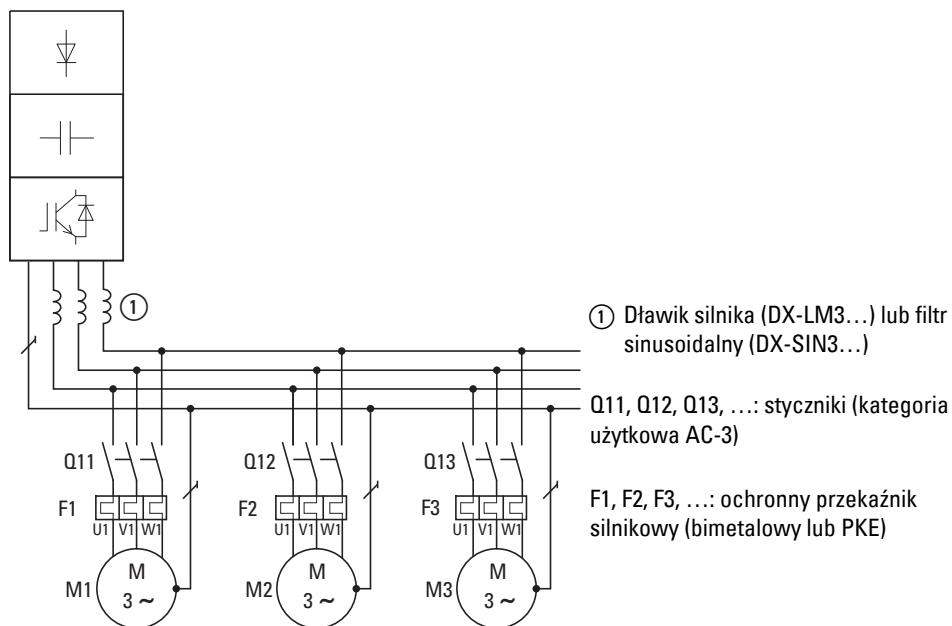 ①
① Dławik silnika (DX-LM3…) lub filtr
sinusoidalny (DX-SIN3…)
Q11, Q12, Q13, …: styczniki (kategoria
użytkowa AC-3)
Q11
Q12
Q13
F1, F2, F3, …: ochronny przekaźnik
silnikowy (bimetalowy lub PKE)
F1
F2
F3
U1 V1 W1
U1 V1 W1
U1 V1 W1
M1
M
3 ~
M2
M
3 ~
M3
M
3 ~